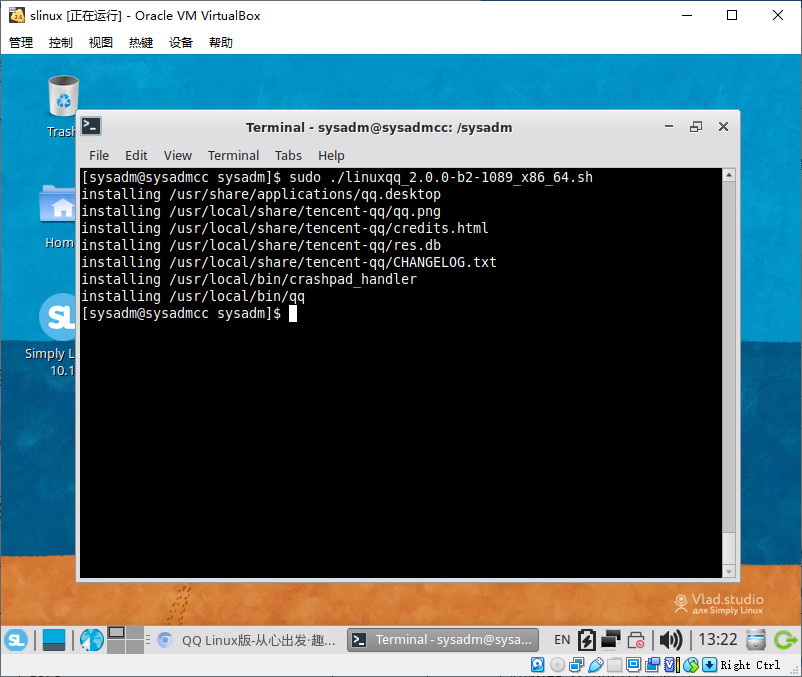 slinux [正在运行] - Oracle VM VirtualBox
管理 控制 视图 热键 设备 帮助
Trash
Terminal - sysadm@sysadmcc: /sysadm
File Edit View Terminal Tabs Help
[sysadm@sysadmcc sysadm]$ sudo ./linuxqq_2.0.0-b2-1089_x86_64.sh
installing /usr/share/applications/qq.desktop
installing /usr/local/share/tencent-qq/qq.png
installing /usr/local/share/tencent-qq/credits.html
installing /usr/local/share/tencent-qq/res.db
installing /usr/local/share/tencent-qq/CHANGELOG.txt
installing /usr/local/bin/crashpad_handler
installing /usr/local/bin/qq
[sysadm@sysadmcc sysadm]$
Hom
SL
Simply L
10.1
Vlad.studio
для Simply Linux
SL
QQ Linux版-从心出发·趣...
Terminal - sysadm@sysa...
EN
13:22
Right Ctrl